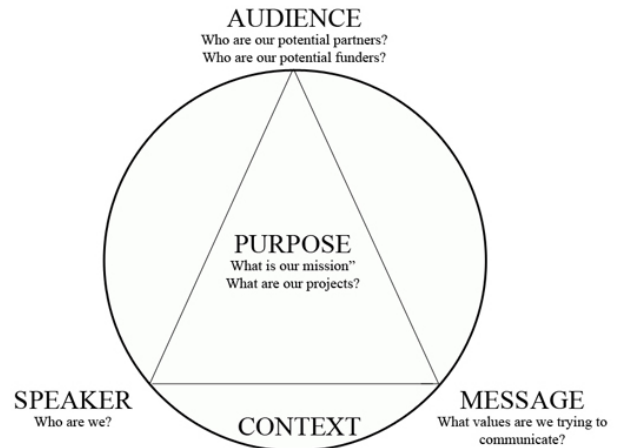 AUDIENCE
Who are our potential partners?
Who are our potential funders?
PURPOSE
What is our mission”
What are our projects?
SPEAKER
Who are we?
MESSAGE
What values are we trying to
communicate?
CONTEXT